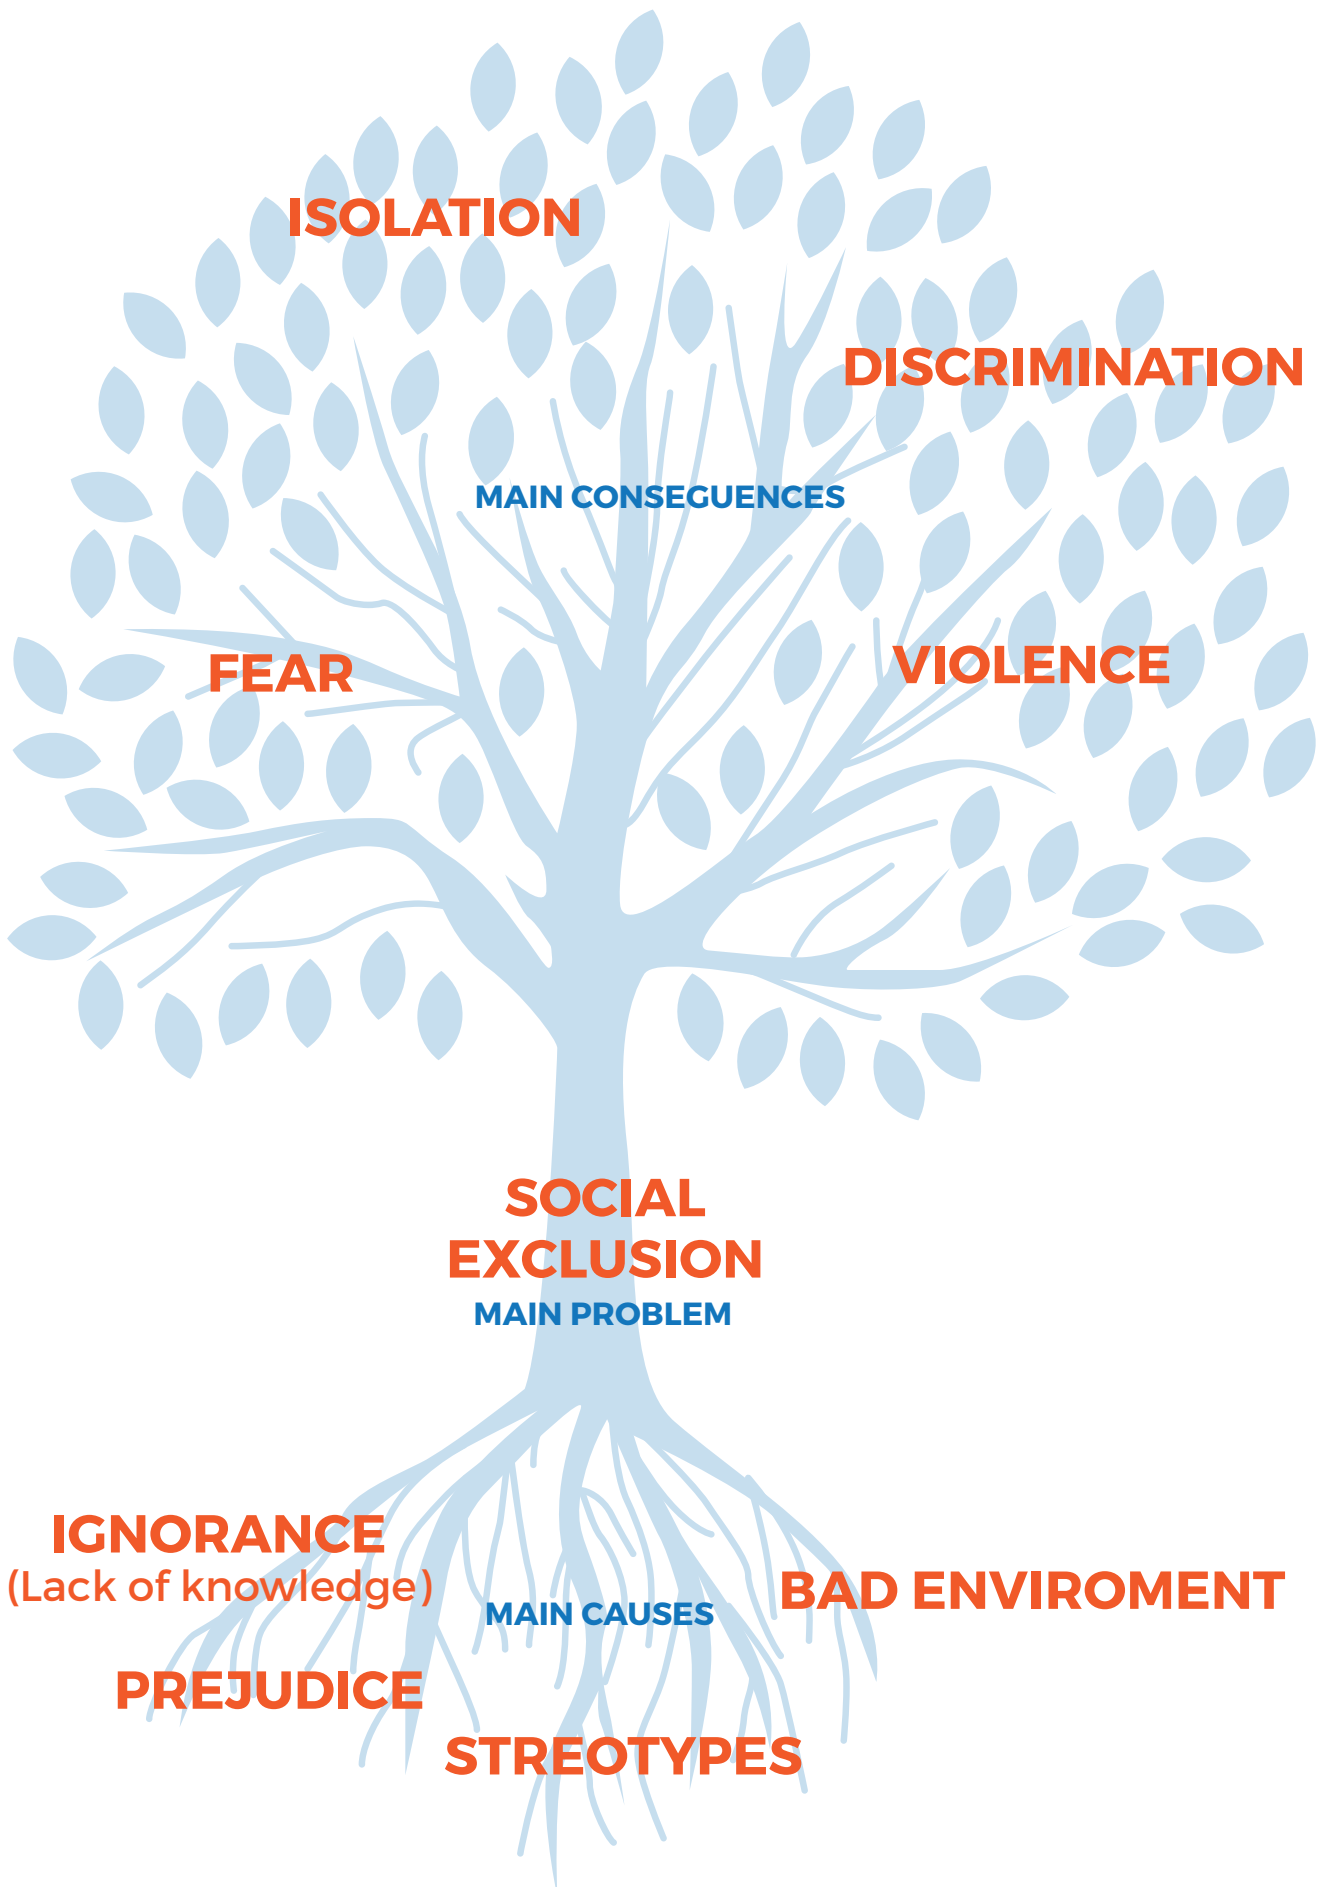 ISOLATION
DISCRIMINATION
MAIN CONSEGUENCES
FEAR
VIOLENCE
SOCIAL
EXCLUSION
MAIN PROBLEM
IGNORANCE
(Lack of knowledge)
BAD ENVIROMENT
MAIN CAUSES
PREJUDICE
STREOTYPES